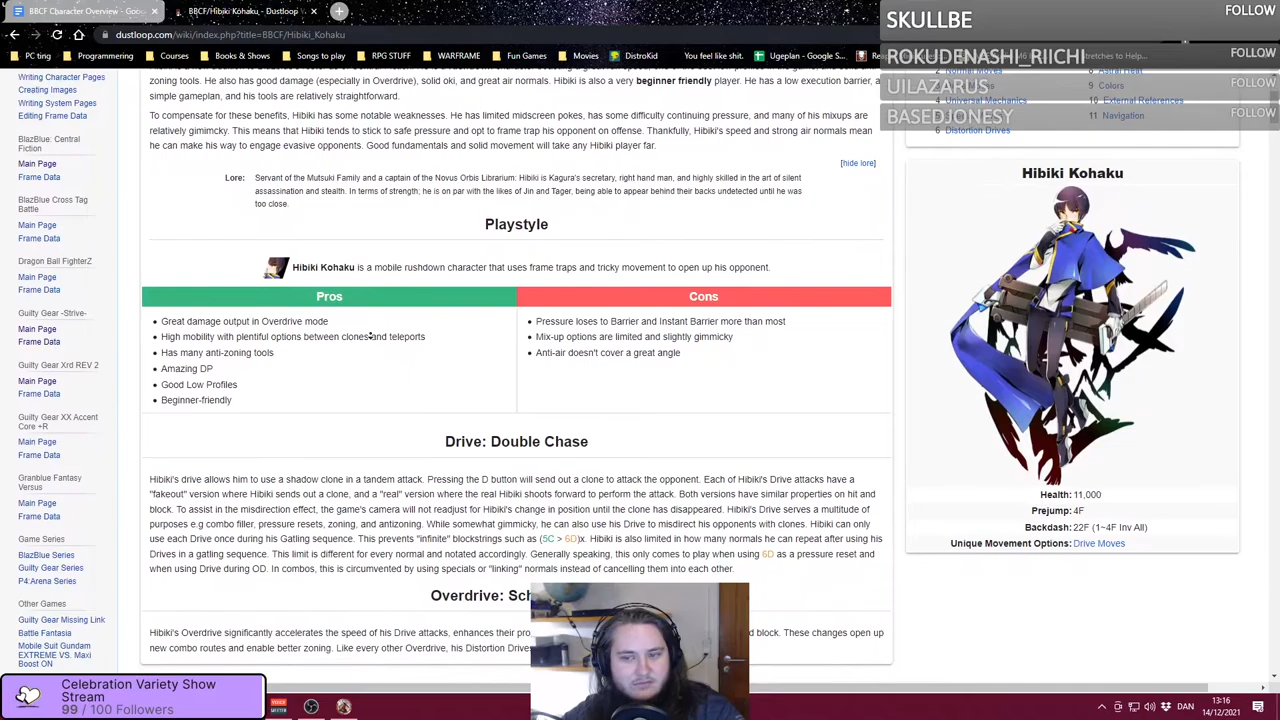 BBCF Character Overview - Goo
BBCF/Hibiki Kohaku - Dustloop
dustloop.com/wiki/index.php?title=BBCF/Hibiki_Kohaku
PC ting
Programmering
Courses
Books & Courses
Songs to play
RPG STUFF
WARFRAME
Fun Games
Movies
DistroKid
You feel like shit.
Ugeplan - Google S...
SKULLBE
FOLLOW
ROKUDENASHI_RIICHI
FOLLOW
UILAZARUS
FOLLOW
BASEDJONESY
FOLLOW
Writing Character Pages
Creating Images
Writing System Pages
Editing Frame Data
BlazBlue: Central
Fiction
Main Page
Frame Data
BlazBlue Cross Tag
Battle
Main Page
Frame Data
Dragon Ball FighterZ
Main Page
Frame Data
Guilty Gear -Strive-
Main Page
Frame Data
Guilty Gear Xrd REV 2
Main Page
Frame Data
Guilty Gear XX Accent
Core +R
Main Page
Frame Data
Granblue Fantasy
Versus
Main Page
Frame Data
Game Series
BlazBlue Series
Guilty Gear Series
P4:Arena Series
Other Games
Guilty Gear Missing Link
Battle Fantasia
Mobile Suit Gundam
EXTREME VS. Maxi
Boost ON
zoning tools. He also has good damage (especially in Overdrive), solid oki, and great air normals. Hibiki is also a very beginner friendly player. He has a low execution barrier, a
simple gameplan, and his tools are relatively straightforward.
To compensate for these benefits, Hibiki has some notable weaknesses. He has limited midscreen pokes, has some difficulty continuing pressure, and many of his mixups are
relatively gimmicky. This means that Hibiki tends to stick to safe pressure and opt to frame trap his opponent on offense. Thankfully, Hibiki's speed and strong air normals mean
he can make his way to engage evasive opponents. Good fundamentals and solid movement will take any Hibiki player far.
[hide lore]
Lore: Servant of the Mutsuki Family and a captain of the Novus Orbis Librarium: Hibiki is Kagura's secretary, right hand man, and highly skilled in the art of silent
assassination and stealth. In terms of strength; he is on par with the likes of Jin and Tager, being able to appear behind their backs undetected until he was
too close.
Playstyle
Hibiki Kohaku is a mobile rushdown character that uses frame traps and tricky movement to open up his opponent.
Pros
Cons
• Great damage output in Overdrive mode
• High mobility with plentiful options between clones and teleports
• Has many anti-zoning tools
• Amazing DP
• Good Low Profiles
• Beginner-friendly
• Pressure loses to Barrier and Instant Barrier more than most
• Mix-up options are limited and slightly gimmicky
• Anti-air doesn't cover a great angle
Drive: Double Chase
Hibiki's drive allows him to use a shadow clone in a tandem attack. Pressing the D button will send out a clone to attack the opponent. Each of Hibiki's Drive attacks have a
"fakeout" version where Hibiki sends out a clone, and a "real" version where the real Hibiki shoots forward to perform the attack. Both versions have similar properties on hit and
block. To assist in the misdirection effect, the game's camera will not readjust for Hibiki's change in position until the clone has disappeared. Hibiki's Drive serves a multitude of
purposes e.g combo filler, pressure resets, zoning, and antizoning. While somewhat gimmicky, he can also use his Drive to misdirect his opponents with clones. Hibiki can only
use each Drive once during his Gatling sequence. This prevents "infinite" blockstrings such as (5C > 6D)x. Hibiki is also limited in how many normals he can repeat after using his
Drives in a gatling sequence. This limit is different for every normal and notated accordingly. Generally speaking, this only comes to play when using 6D as a pressure reset and
when using Drive during OD. In combos, this is circumvented by using specials or "linking" normals instead of cancelling them into each other.
Overdrive: Sch
Hibiki's Overdrive significantly accelerates the speed of his Drive attacks, enhances their pro
d block. These changes open up
new combo routes and enable better zoning. Like every other Overdrive, his Distortion Drives
2 Normal Moves
4 Universal Mechanics
6 Distortion Drives
8 Astral Heat
9 Colors
10 External References
11 Navigation
Hibiki Kohaku
Health: 11,000
Prejump: 4F
Backdash: 22F (1~4F Inv All)
Unique Movement Options: Drive Moves
Celebration Variety Show
Stream
99 / 100 Followers
DAN
13:16
14/12/2021